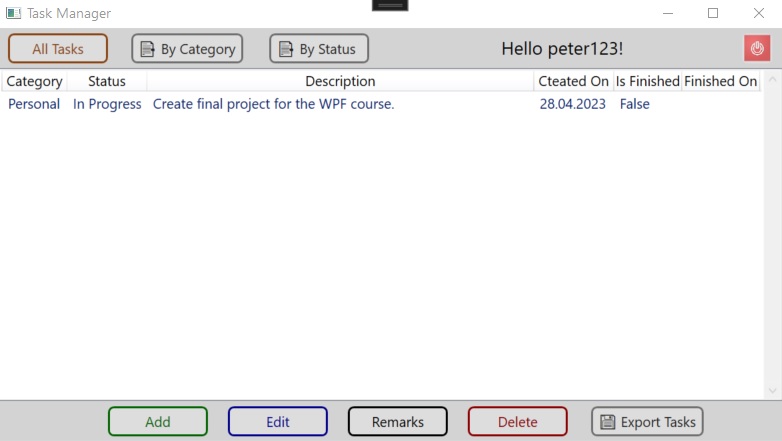 Task Manager
All Tasks By Category By Status Hello peter123!
Category Status Description Cteated On Is Finished Finished On
Personal In Progress Create final project for the WPF course. 28.04.2023 False
Add Edit Remarks Delete Export Tasks